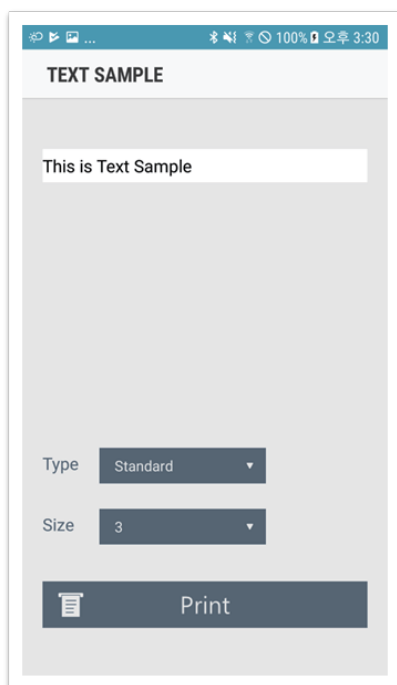 ... 100% 오후 3:30
TEXT SAMPLE
This is Text Sample
Type Standard
Size 3
Print